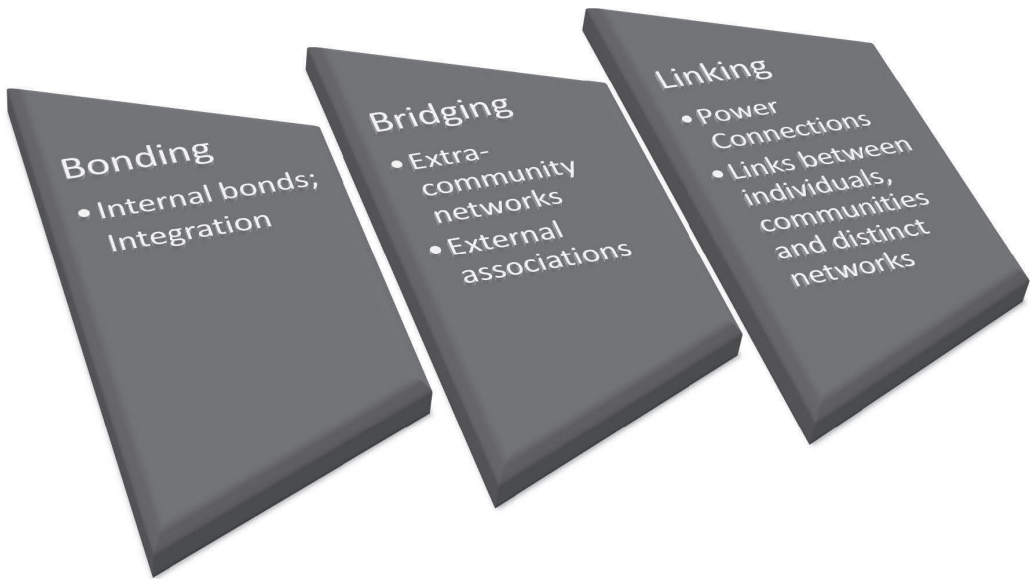 Bonding
• Internal bonds;
Integration
Bridging
• Extra-
community
networks
• External
associations
Linking
• Power
Connections
• Links between
individuals,
communities
and distinct
networks